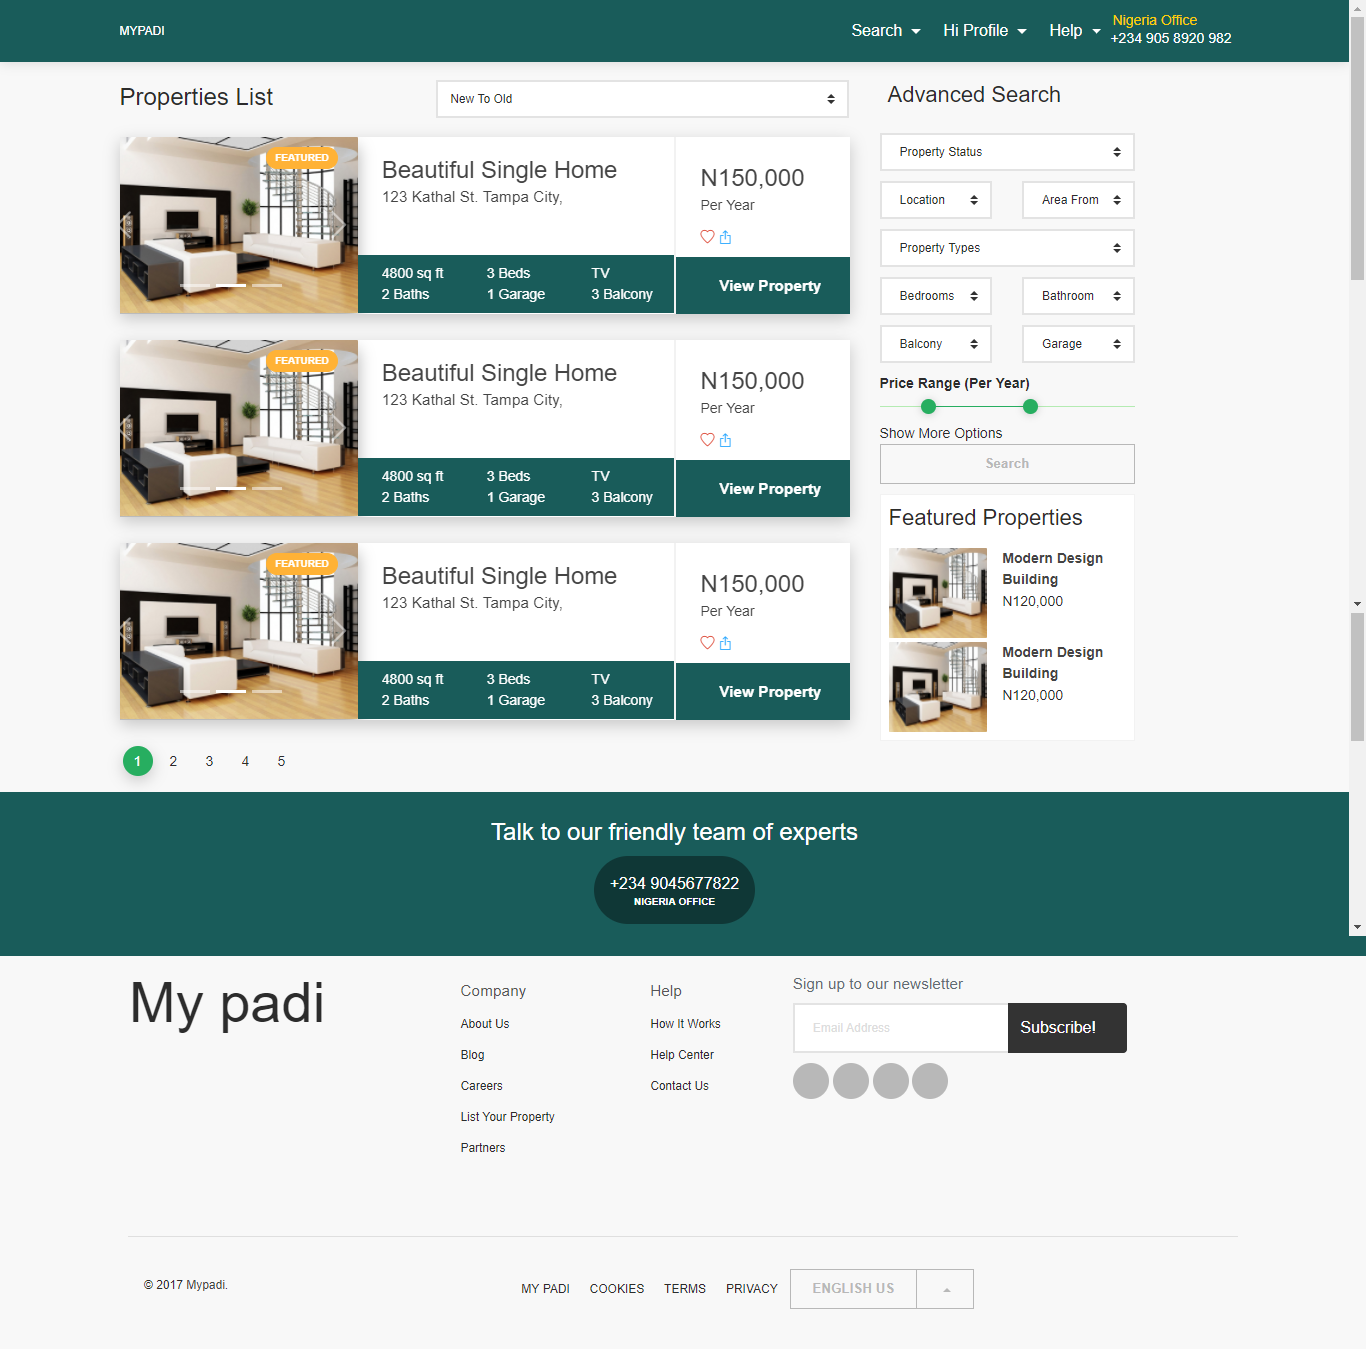 MYPADI
Search
Hi Profile
Help
Nigeria Office
+234 905 8920 982
Properties List
New To Old
FEATURED
Beautiful Single Home
123 Kathal St. Tampa City,
N150,000
Per Year
4800 sq ft
3 Beds
TV
2 Baths
1 Garage
3 Balcony
View Property
FEATURED
Beautiful Single Home
123 Kathal St. Tampa City,
N150,000
Per Year
4800 sq ft
3 Beds
TV
2 Baths
1 Garage
3 Balcony
View Property
FEATURED
Beautiful Single Home
123 Kathal St. Tampa City,
N150,000
Per Year
4800 sq ft
3 Beds
TV
2 Baths
1 Garage
3 Balcony
View Property
1
2
3
4
5
Advanced Search
Property Status
Location
Area From
Property Types
Bedrooms
Bathroom
Balcony
Garage
Price Range (Per Year)
Show More Options
Search
Featured Properties
Modern Design
Building
N120,000
Modern Design
Building
N120,000
Talk to our friendly team of experts
+234 9045677822
NIGERIA OFFICE
My padi
Company
About Us
Blog
Careers
List Your Property
Partners
Help
How It Works
Help Center
Contact Us
Sign up to our newsletter
Email Address
Subscribe!
© 2017 Mypadi.
MY PADI
COOKIES
TERMS
PRIVACY
ENGLISH US